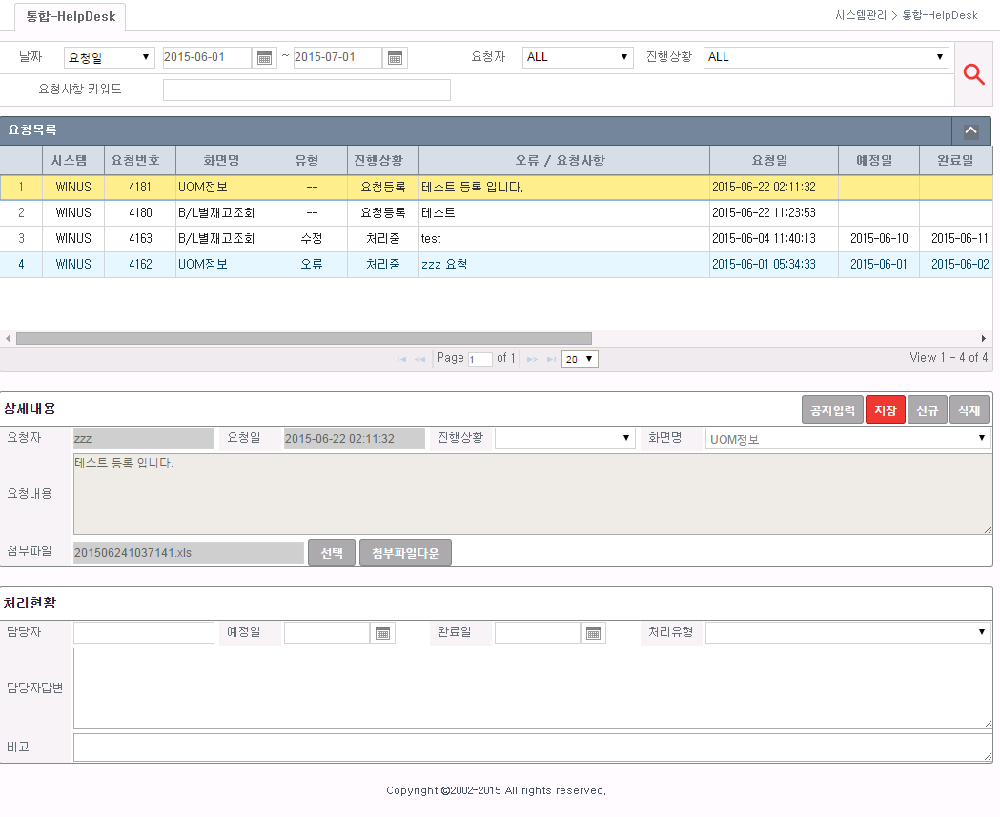 통합-HelpDesk
시스템관리 > 통합-HelpDesk
날짜 요청일 2015-06-01 ~ 2015-07-01 요청자 ALL 진행상황 ALL
요청사항 키워드
요청목록
시스템 요청번호 화면명 유형 진행상황 오류 / 요청사항 요청일 예정일 완료일
1 WINUS 4181 UOM정보 -- 요청등록 테스트 등록 입니다. 2015-06-22 02:11:32
2 WINUS 4180 B/L별재고조회 -- 요청등록 테스트 2015-06-22 11:23:53
3 WINUS 4163 B/L별재고조회 수정 처리중 test 2015-06-04 11:40:13 2015-06-10 2015-06-11
4 WINUS 4162 UOM정보 오류 처리중 zzz 요청 2015-06-01 05:54:33 2015-06-01 2015-06-02
Page 1 of 1 20 View 1 - 4 of 4
상세내용 공지입력 저장 신규 삭제
요청자 zzz 요청일 2015-06-22 02:11:32 진행상황 화면명 UOM정보
요청내용 테스트 등록 입니다.
첨부파일 201506241037141.xls 선택 첨부파일다운
처리현황
담당자 예정일 완료일 처리유형
담당자답변
비고
Copyright ©2002-2015 All rights reserved.